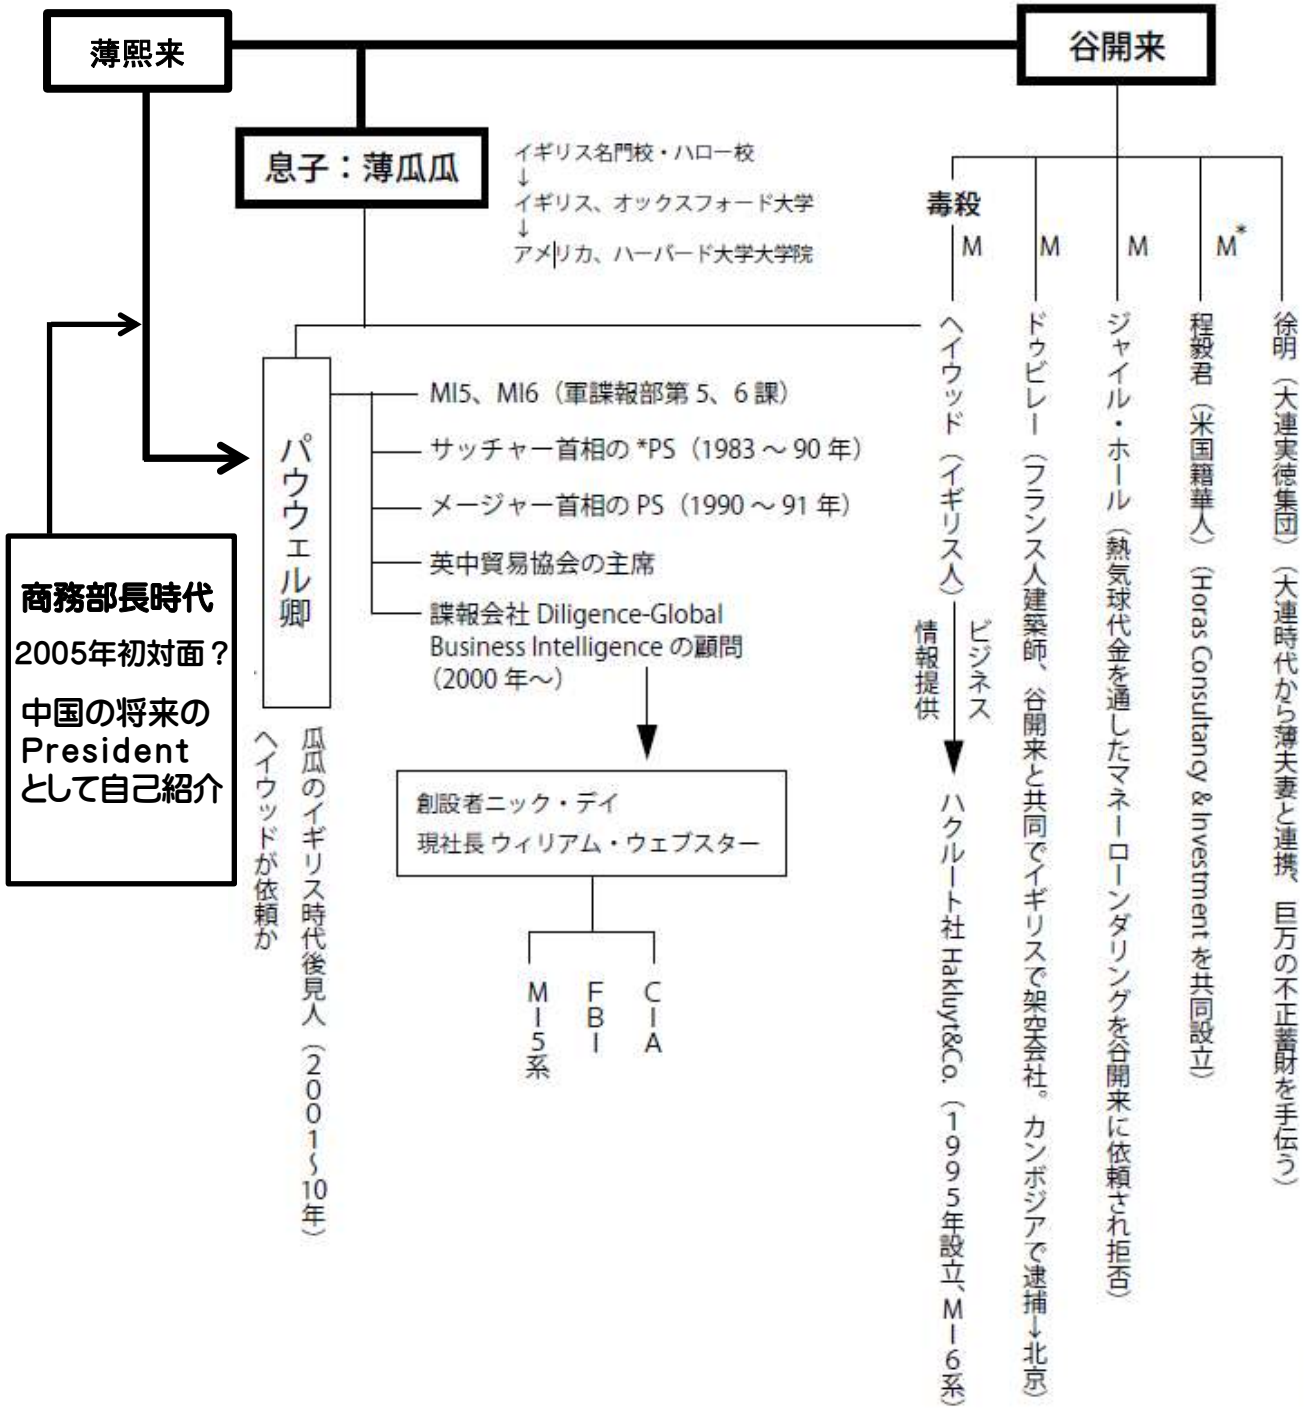 薄熙来
谷開来
息子：薄瓜瓜
イギリス名門校・ハロー校
↓
イギリス、オックスフォード大学
↓
アメリカ、ハーバード大学大学院
毒殺
M
M
M
M*
ヘイウッド（イギリス人）
情報提供
ビジネス
ハクルート社 Hakluyt&Co.（1995年設立、MI6系）
ドゥビレー（フランス人建築師、谷開来と共同でイギリスで架空会社。カンボジアで逮捕→北京）
ジャイル・ホール（熱気球代金を通したマネーローンダリングを谷開来に依頼され拒否）
程毅君（米国籍華人）（Horas Consultancy & Investment を共同設立）
徐明（大連実徳集団）（大連時代から薄夫妻と連携、巨万の不正蓄財を手伝う）
パウウェル卿
MI5、MI6（軍諜報部第 5、6 課）
サッチャー首相の *PS（1983 ～ 90 年）
メージャー首相の PS（1990 ～ 91 年）
英中貿易協会の主席
諜報会社 Diligence-Global
Business Intelligence の顧問
（2000 年～）
創設者ニック・デイ
現社長 ウィリアム・ウェブスター
MI5系
FBI
CIA
瓜瓜のイギリス時代後見人（2001～10年）
ヘイウッドが依頼か
商務部長時代
2005年初対面？
中国の将来の
President
として自己紹介